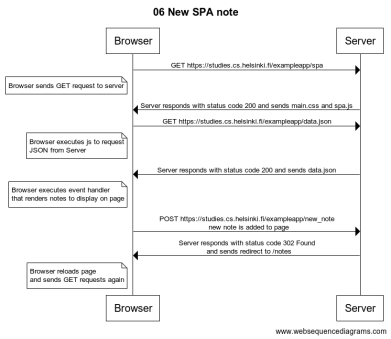 06 New SPA note
Browser
Server
GET https://studies.cs.helsinki.fi/exampleapp/spa
Browser sends GET request to server
Server responds with status code 200 and sends main.css and spa.js
GET https://studies.cs.helsinki.fi/exampleapp/data.json
Browser executes js to request
JSON from Server
Server responds with status code 200 and sends data.json
Browser executes event handler
that renders notes to display on page
POST https://studies.cs.helsinki.fi/exampleapp/new_note
new note is added to page
Server responds with status code 302 Found
and sends redirect to /notes
Browser reloads page
and sends GET requests again
Browser
Server
www.websequencediagrams.com